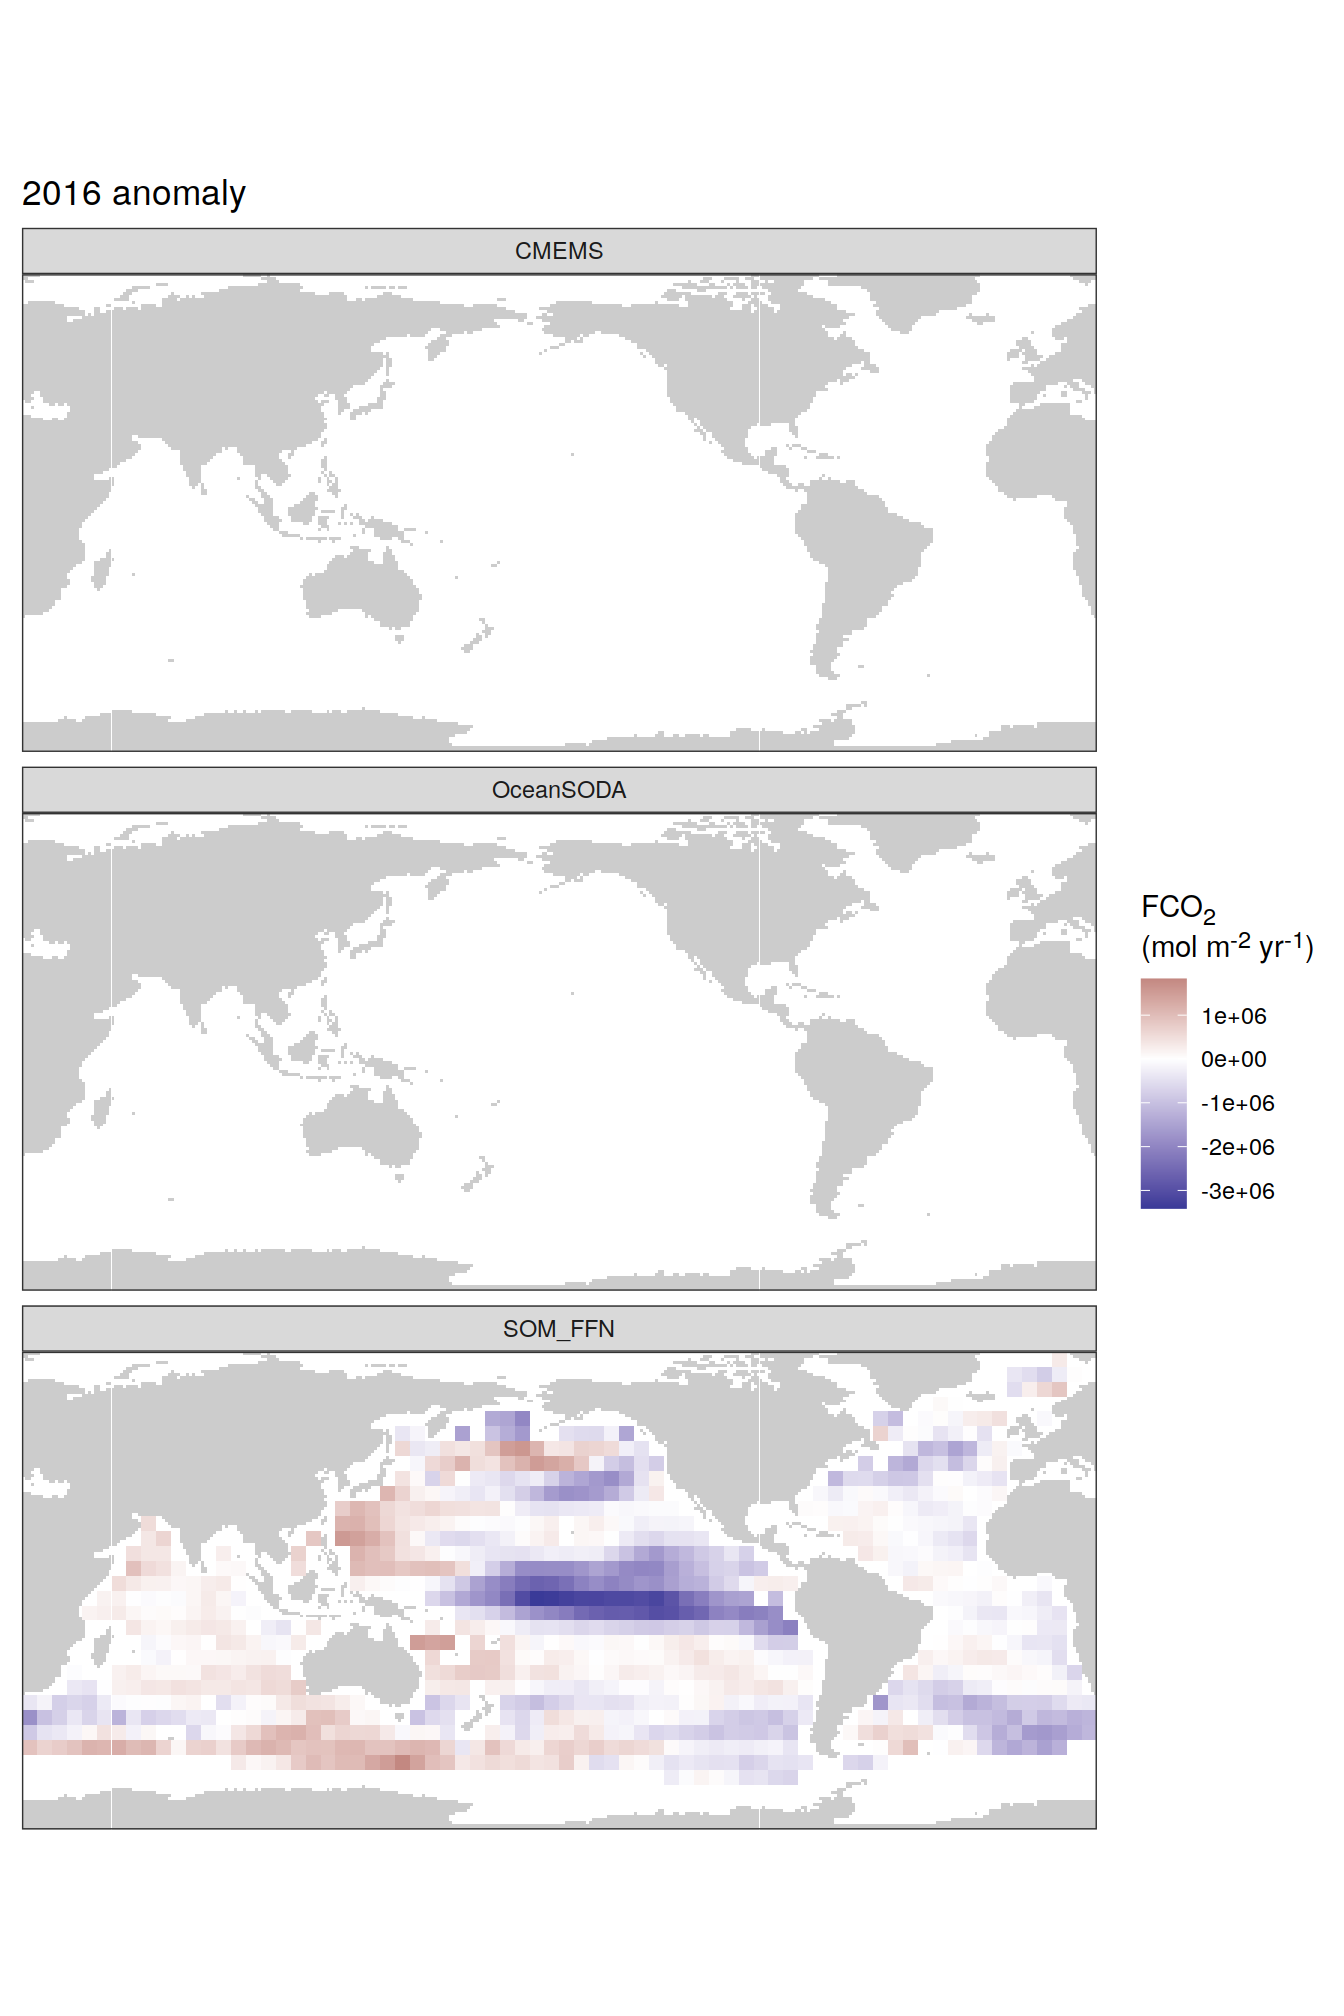 2016 anomaly
CMEMS
OceanSODA
FCO₂
(mol m⁻² yr⁻¹)
1e+06
0e+00
-1e+06
-2e+06
-3e+06
SOM_FFN